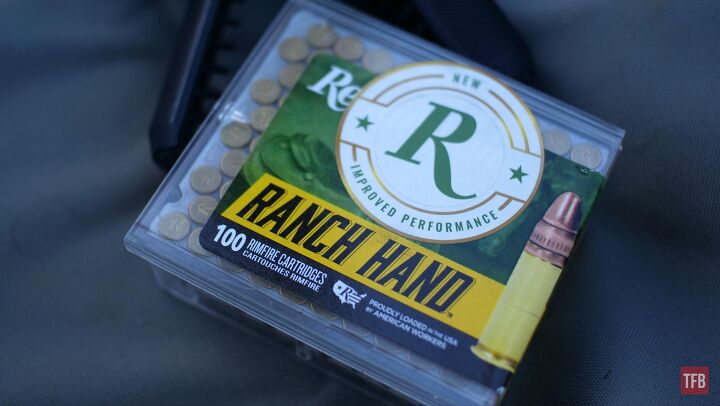 Re
NEW
R
IMPROVED PERFORMANCE
RANCH HAND
100 RIMFIRE CARTRIDGES
CARTOUCHES RIMFIRE
PROUDLY LOADED IN THE USA
BY AMERICAN WORKERS
TFB